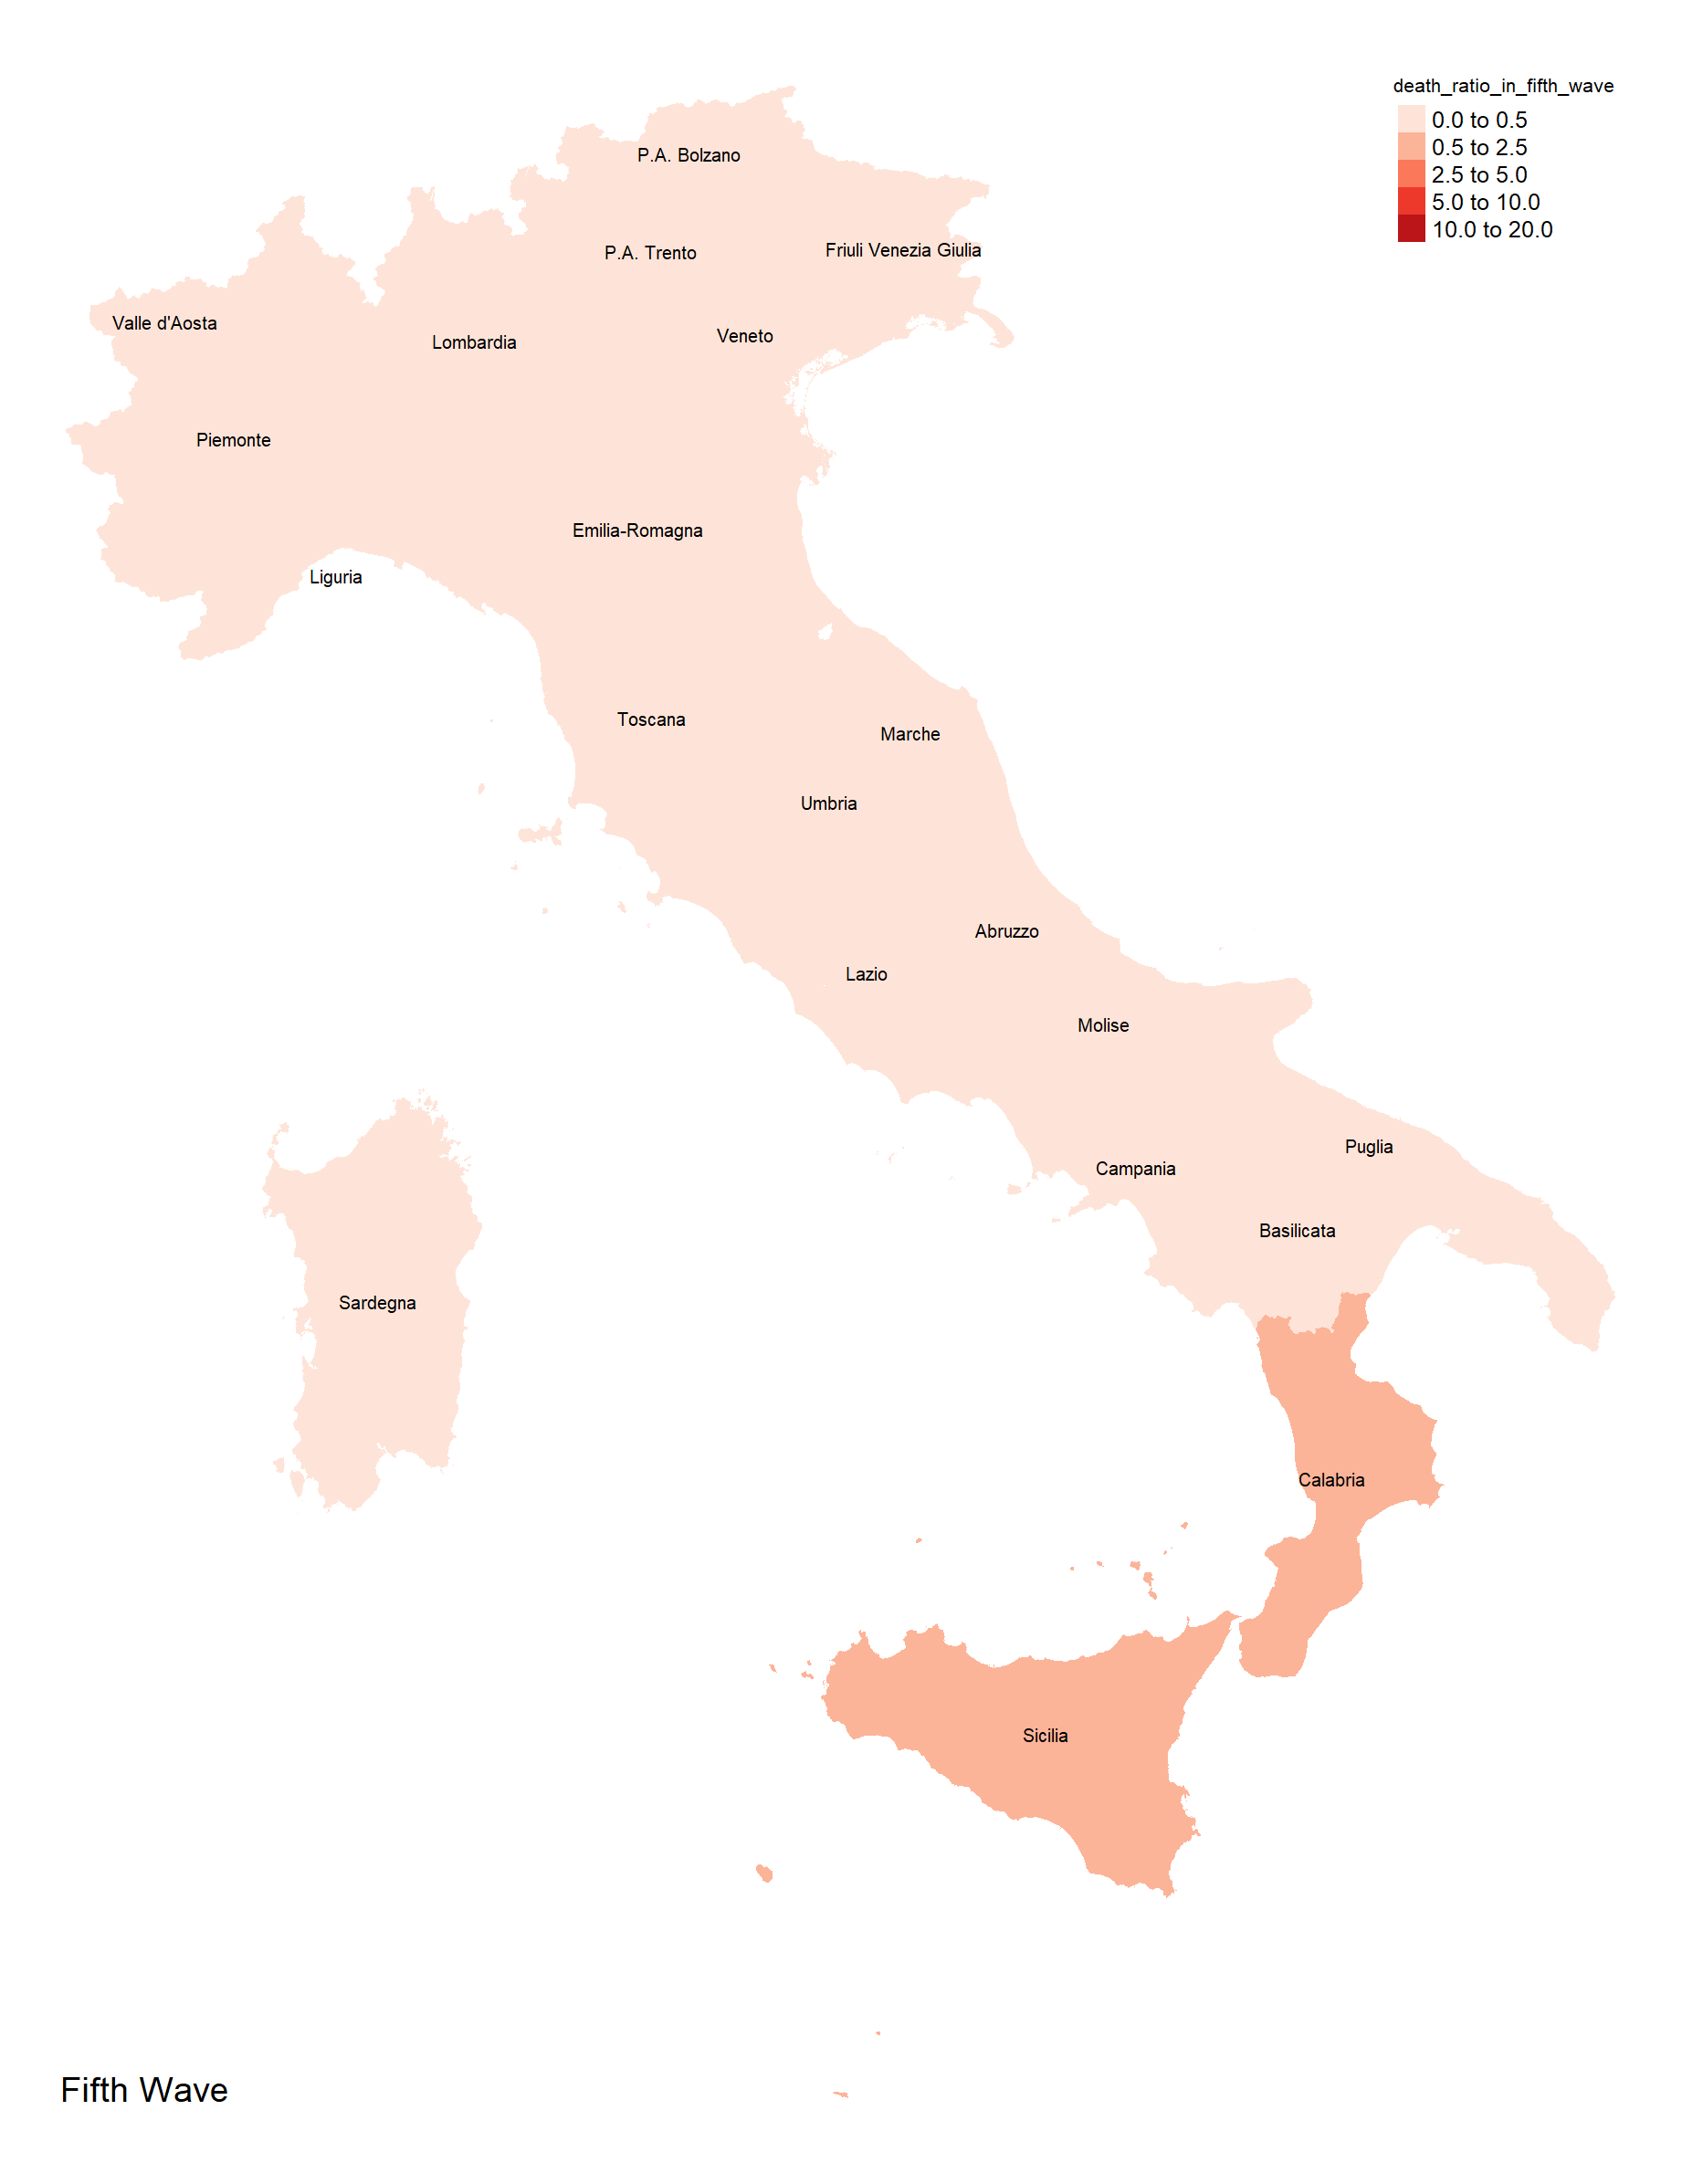 death_ratio_in_fifth_wave
0.0 to 0.5
0.5 to 2.5
2.5 to 5.0
5.0 to 10.0
10.0 to 20.0
P.A. Bolzano
P.A. Trento
Friuli Venezia Giulia
Valle d'Aosta
Lombardia
Veneto
Piemonte
Emilia-Romagna
Liguria
Toscana
Marche
Umbria
Abruzzo
Lazio
Molise
Puglia
Campania
Basilicata
Sardegna
Calabria
Sicilia
Fifth Wave